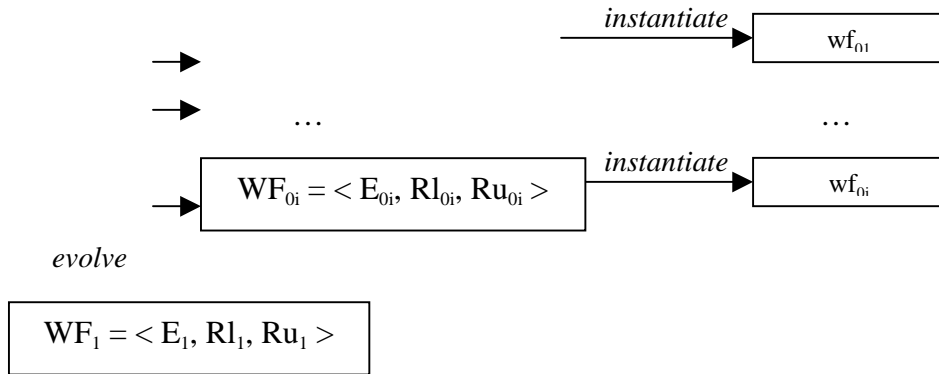 instantiate
wf₀₁
… …
instantiate
WF₀ᵢ = < E₀ᵢ, Rl₀ᵢ, Ru₀ᵢ >
wf₀ᵢ
evolve
WF₁ = < E₁, Rl₁, Ru₁ >